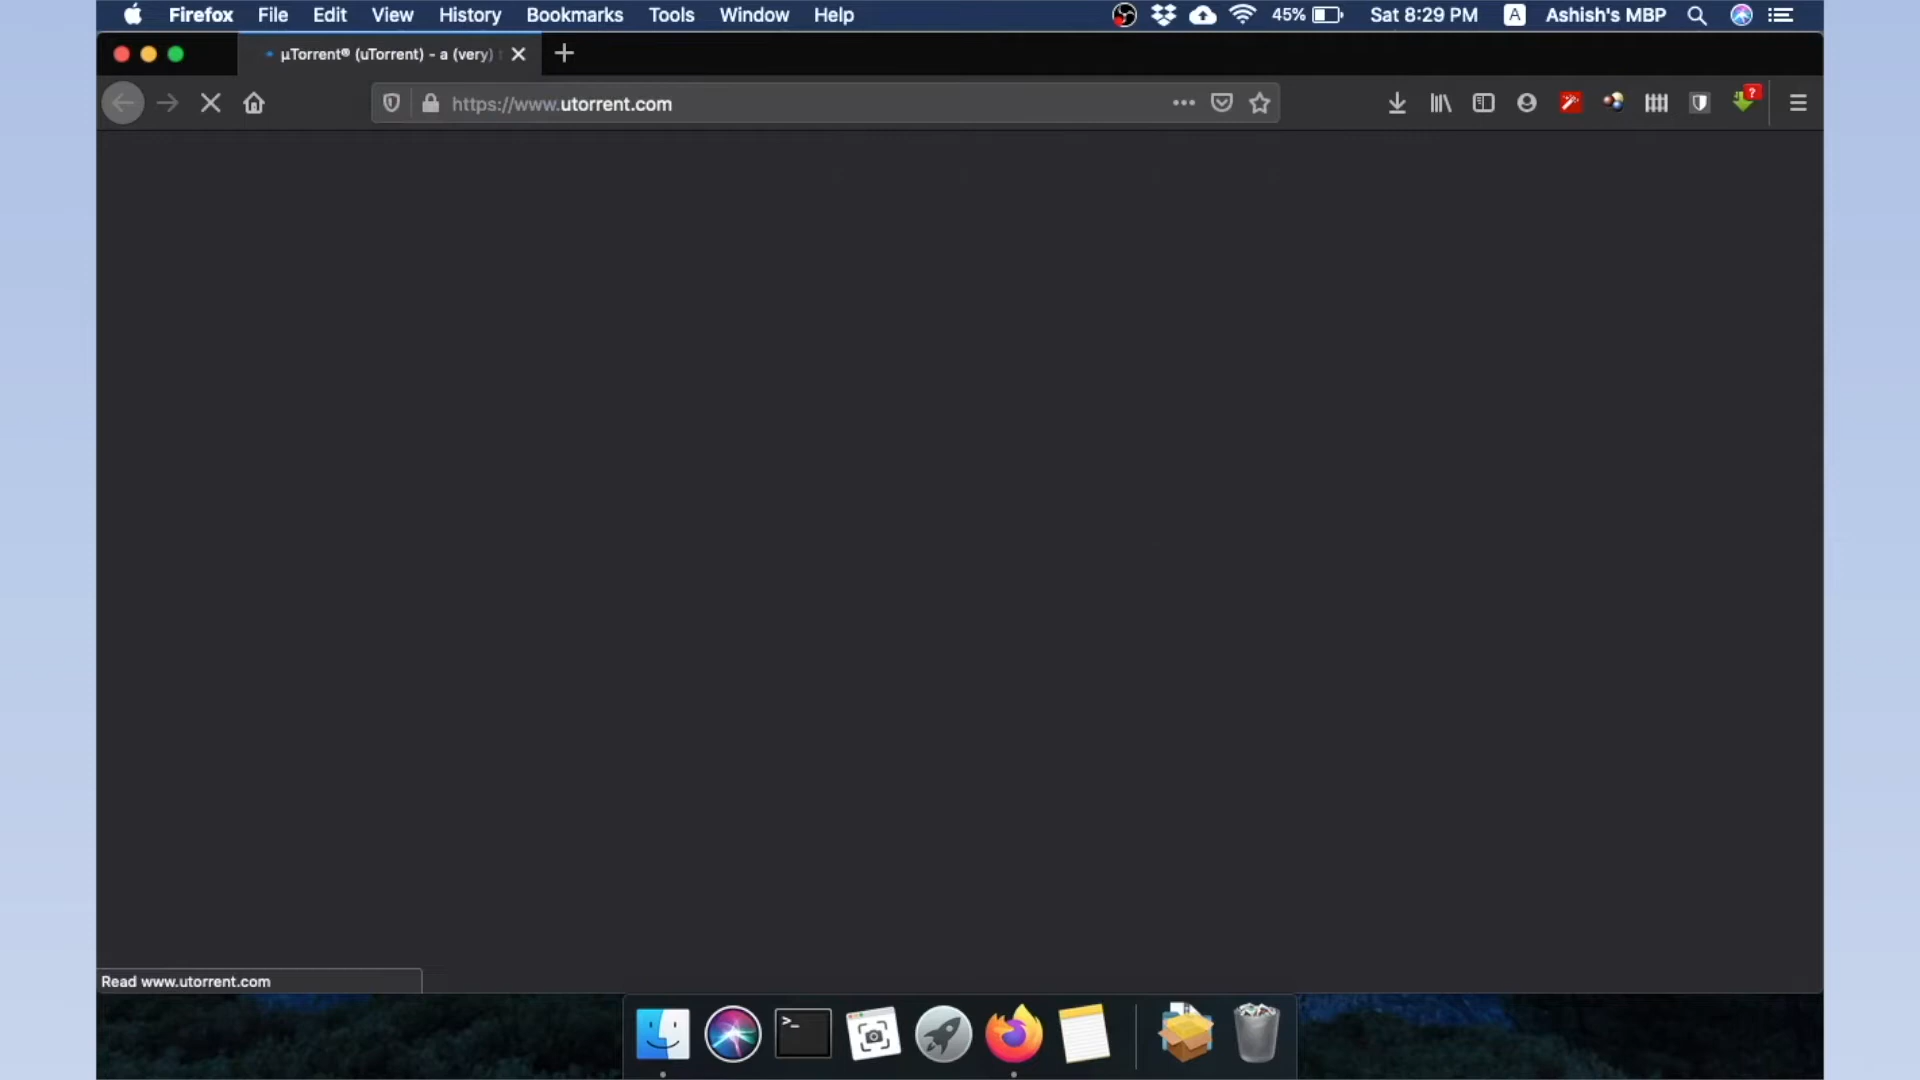 Firefox File Edit View History Bookmarks Tools Window Help 45% Sat 8:29 PM A Ashish's MBP
µTorrent® (uTorrent) - a (very)
https://www.utorrent.com
?
>_
Read www.utorrent.com